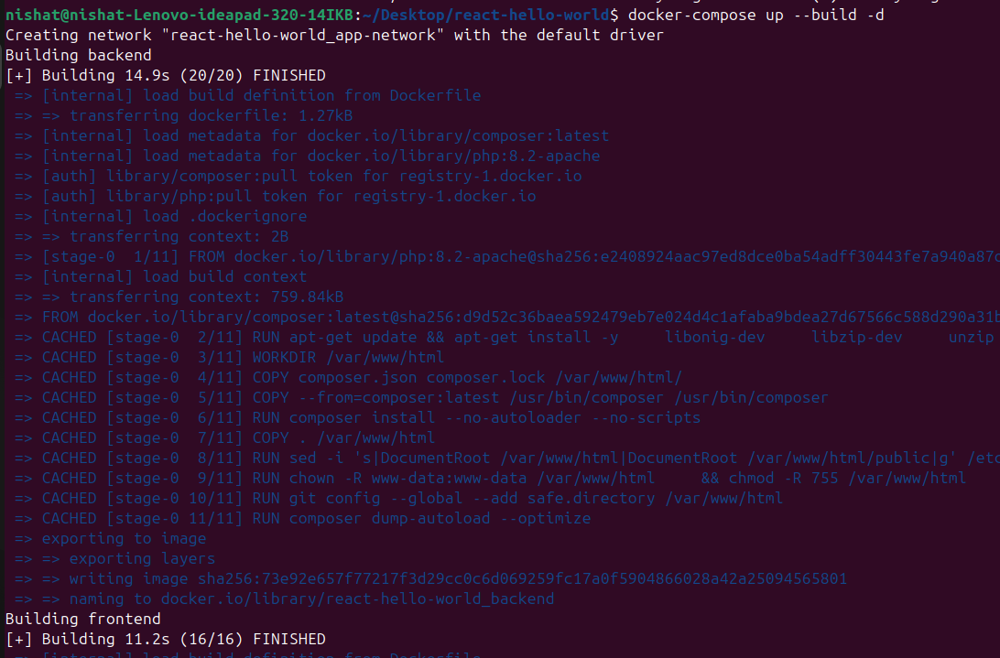 nishat@nishat-Lenovo-ideapad-320-14IKB:~/Desktop/react-hello-world$ docker-compose up --build -d
Creating network "react-hello-world_app-network" with the default driver
Building backend
[+] Building 14.9s (20/20) FINISHED
=> [internal] load build definition from Dockerfile
=> => transferring dockerfile: 1.27kB
=> [internal] load metadata for docker.io/library/composer:latest
=> [internal] load metadata for docker.io/library/php:8.2-apache
=> [auth] library/composer:pull token for registry-1.docker.io
=> [auth] library/php:pull token for registry-1.docker.io
=> [internal] load .dockerignore
=> => transferring context: 2B
=> [stage-0  1/11] FROM docker.io/library/php:8.2-apache@sha256:e2408924aac97ed8dce0ba54adff30443fe7a940a87c
=> [internal] load build context
=> => transferring context: 759.84kB
=> FROM docker.io/library/composer:latest@sha256:d9d52c36baea592479eb7e024d4c1afaba9bdea27d67566c588d290a31b
=> CACHED [stage-0  2/11] RUN apt-get update && apt-get install -y     libonig-dev     libzip-dev     unzip
=> CACHED [stage-0  3/11] WORKDIR /var/www/html
=> CACHED [stage-0  4/11] COPY composer.json composer.lock /var/www/html/
=> CACHED [stage-0  5/11] COPY --from=composer:latest /usr/bin/composer /usr/bin/composer
=> CACHED [stage-0  6/11] RUN composer install --no-autoloader --no-scripts
=> CACHED [stage-0  7/11] COPY . /var/www/html
=> CACHED [stage-0  8/11] RUN sed -i 's|DocumentRoot /var/www/html|DocumentRoot /var/www/html/public|g' /etc
=> CACHED [stage-0  9/11] RUN chown -R www-data:www-data /var/www/html     && chmod -R 755 /var/www/html
=> CACHED [stage-0 10/11] RUN git config --global --add safe.directory /var/www/html
=> CACHED [stage-0 11/11] RUN composer dump-autoload --optimize
=> exporting to image
=> => exporting layers
=> => writing image sha256:73e92e657f77217f3d29cc0c6d069259fc17a0f5904866028a42a25094565801
=> => naming to docker.io/library/react-hello-world_backend
Building frontend
[+] Building 11.2s (16/16) FINISHED
=> [internal] load build definition from Dockerfile